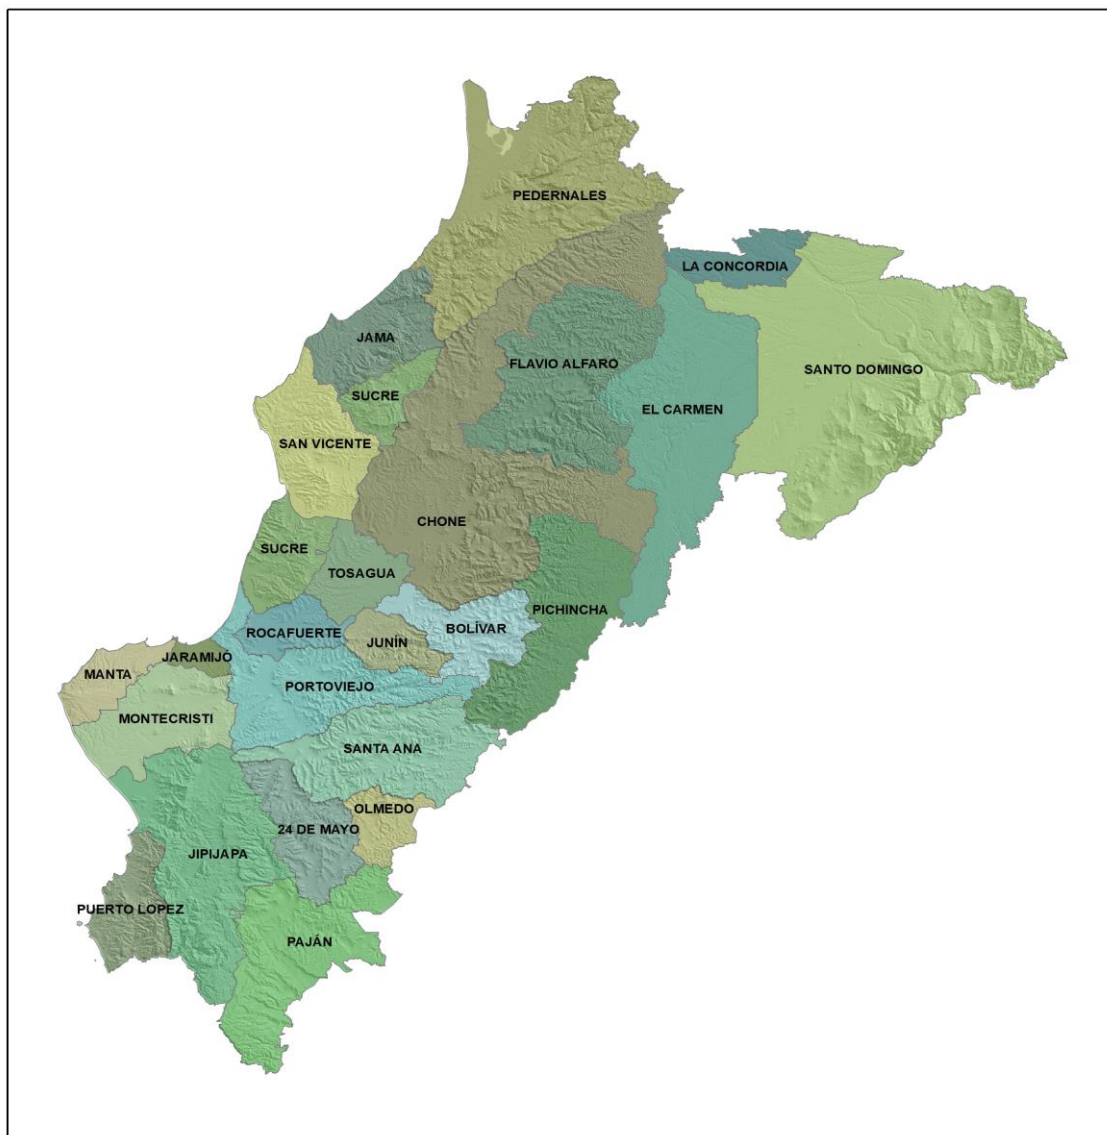 PEDERNALES
LA CONCORDIA
JAMA
FLAVIO ALFARO
SANTO DOMINGO
SUCRE
EL CARMEN
SAN VICENTE
CHONE
SUCRE
TOSAGUA
PICHINCHA
ROCAFUERTE
BOLÍVAR
JUNÍN
JARAMIJÓ
MANTA
PORTOVIEJO
MONTECRISTI
SANTA ANA
OLMEDO
24 DE MAYO
JIPIJAPA
PUERTO LOPEZ
PAJÁN